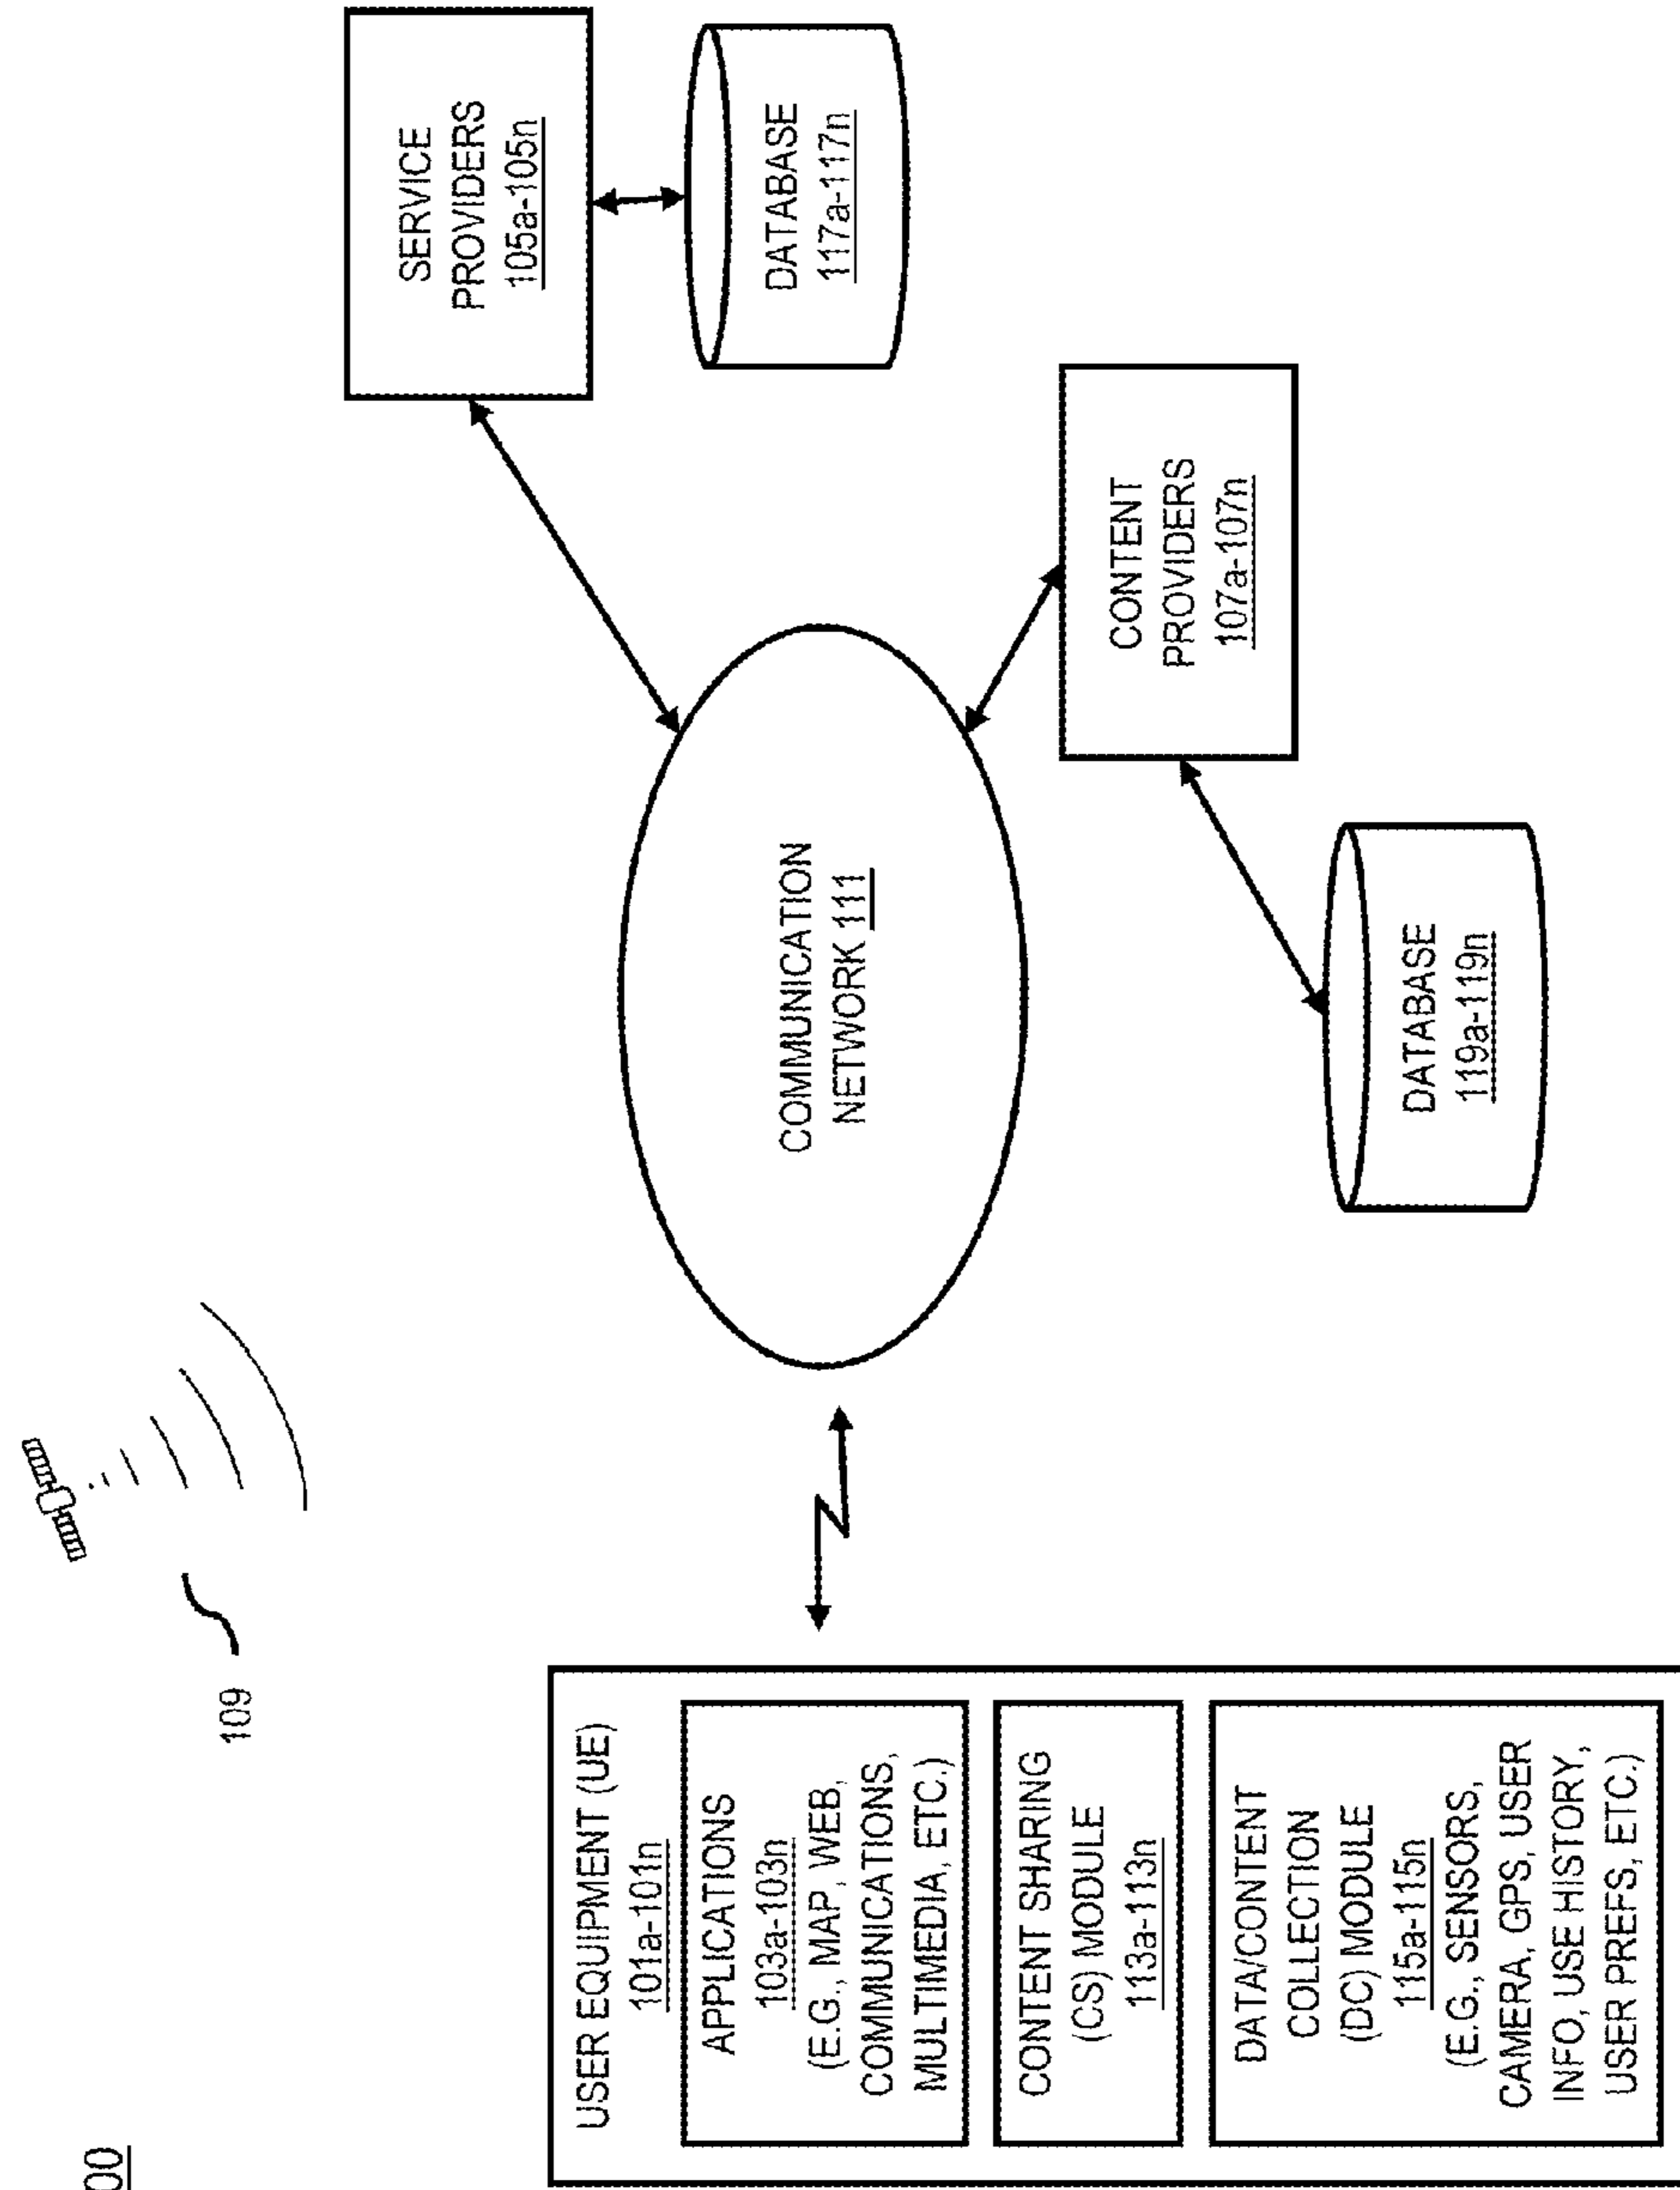 00
109
USER EQUIPMENT (UE)
101a-101n
APPLICATIONS
103a-103n
(E.G., MAP, WEB,
COMMUNICATIONS,
MULTIMEDIA, ETC.)
CONTENT SHARING
(CS) MODULE
113a-113n
DATA/CONTENT
COLLECTION
(DC) MODULE
115a-115n
(E.G., SENSORS,
CAMERA, GPS, USER
INFO, USE HISTORY,
USER PREFS, ETC.)
COMMUNICATION
NETWORK 111
SERVICE
PROVIDERS
105a-105n
DATABASE
117a-117n
CONTENT
PROVIDERS
107a-107n
DATABASE
119a-119n